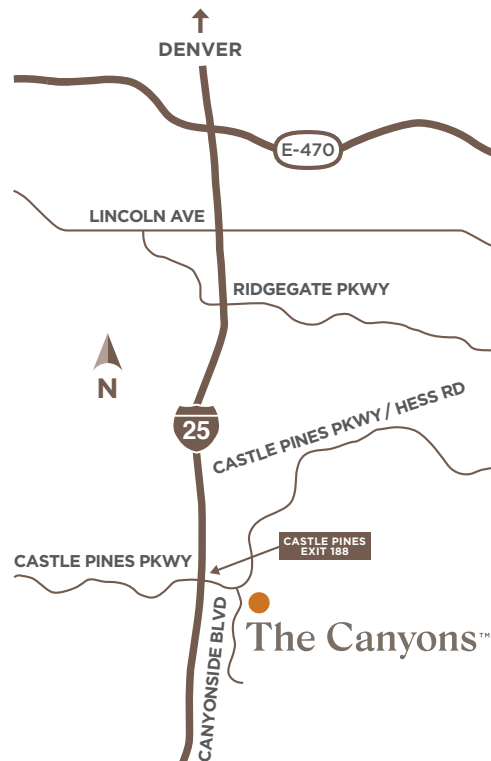 DENVER
E-470
LINCOLN AVE
RIDGEGATE PKWY
N
25
CASTLE PINES PKWY / HESS RD
CASTLE PINES
EXIT 188
CASTLE PINES PKWY
CANYONSIDE BLVD
The Canyons™